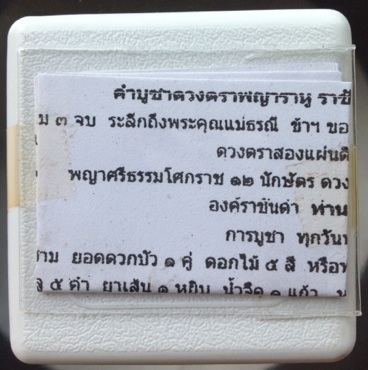 คำบูชาดวงตราพญาราหู ราชั
ม ๓ จบ ระลึกถึงพระคุณแม่ธรณี ข้าฯ ขอ
ดวงตราสองแผ่นดิ
พญาศรีธรรมโศกราช ๑๒ นักษัตร ดวง
องค์ราชันดำ ท่าน
การบูชา ทุกวัน
าม ยอดดอกบัว ๑ คู่ ดอกไม้ ๕ สี หรือ
๕ คำ ยาเส้น ๑ หยิบ น้ำจืด ๑ แก้ว